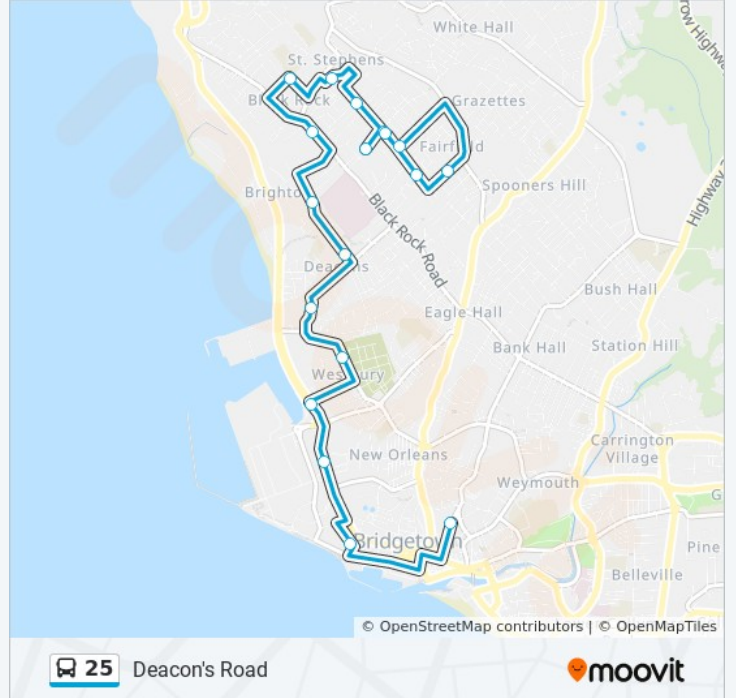 White Hall
St. Stephens
Black Rock
Grazettes
Fairfield
Spooners Hill
Brighton
Black Rock Road
Highway
Deacons
Bush Hall
Eagle Hall
Bank Hall
Station Hill
Westbury
Carrington
Village
New Orleans
Weymouth
G
Bridgetown
Pine
Belleville
© OpenStreetMap contributors | © OpenMapTiles
25 Deacon's Road
moovit